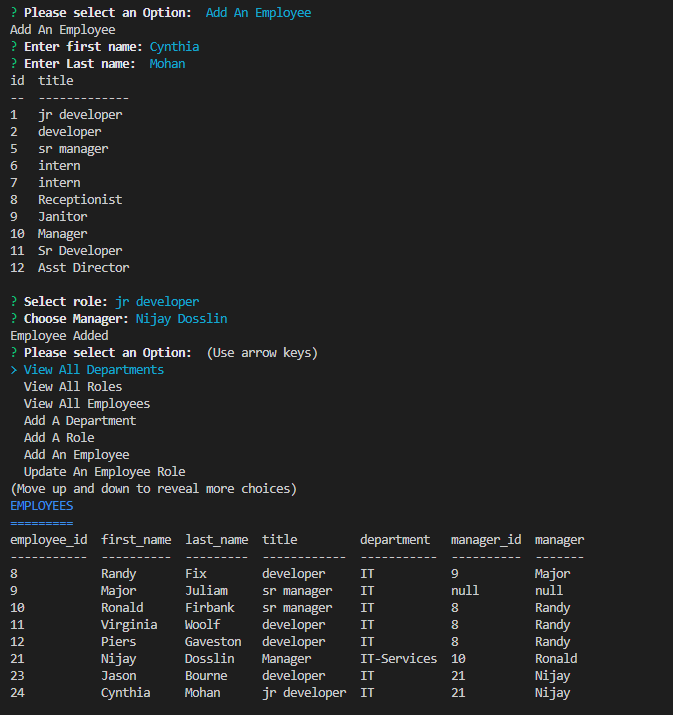 ? Please select an Option:  Add An Employee
Add An Employee
? Enter first name: Cynthia
? Enter Last name:  Mohan
id  title
--  -------------
1   jr developer
2   developer
5   sr manager
6   intern
7   intern
8   Receptionist
9   Janitor
10  Manager
11  Sr Developer
12  Asst Director
? Select role: jr developer
? Choose Manager: Nijay Dosslin
Employee Added
? Please select an Option:  (Use arrow keys)
> View All Departments
  View All Roles
  View All Employees
  Add A Department
  Add A Role
  Add An Employee
  Update An Employee Role
(Move up and down to reveal more choices)
EMPLOYEES
=========
employee_id  first_name  last_name  title         department   manager_id  manager
-----------  ----------  ---------  ------------  -----------  ----------  -------
8            Randy       Fix        developer     IT           9           Major
9            Major       Juliam     sr manager    IT           null        null
10           Ronald      Firbank    sr manager    IT           8           Randy
11           Virginia    Woolf      developer     IT           8           Randy
12           Piers       Gaveston   developer     IT           8           Randy
21           Nijay       Dosslin    Manager       IT-Services  10          Ronald
23           Jason       Bourne     developer     IT           21          Nijay
24           Cynthia     Mohan      jr developer  IT           21          Nijay